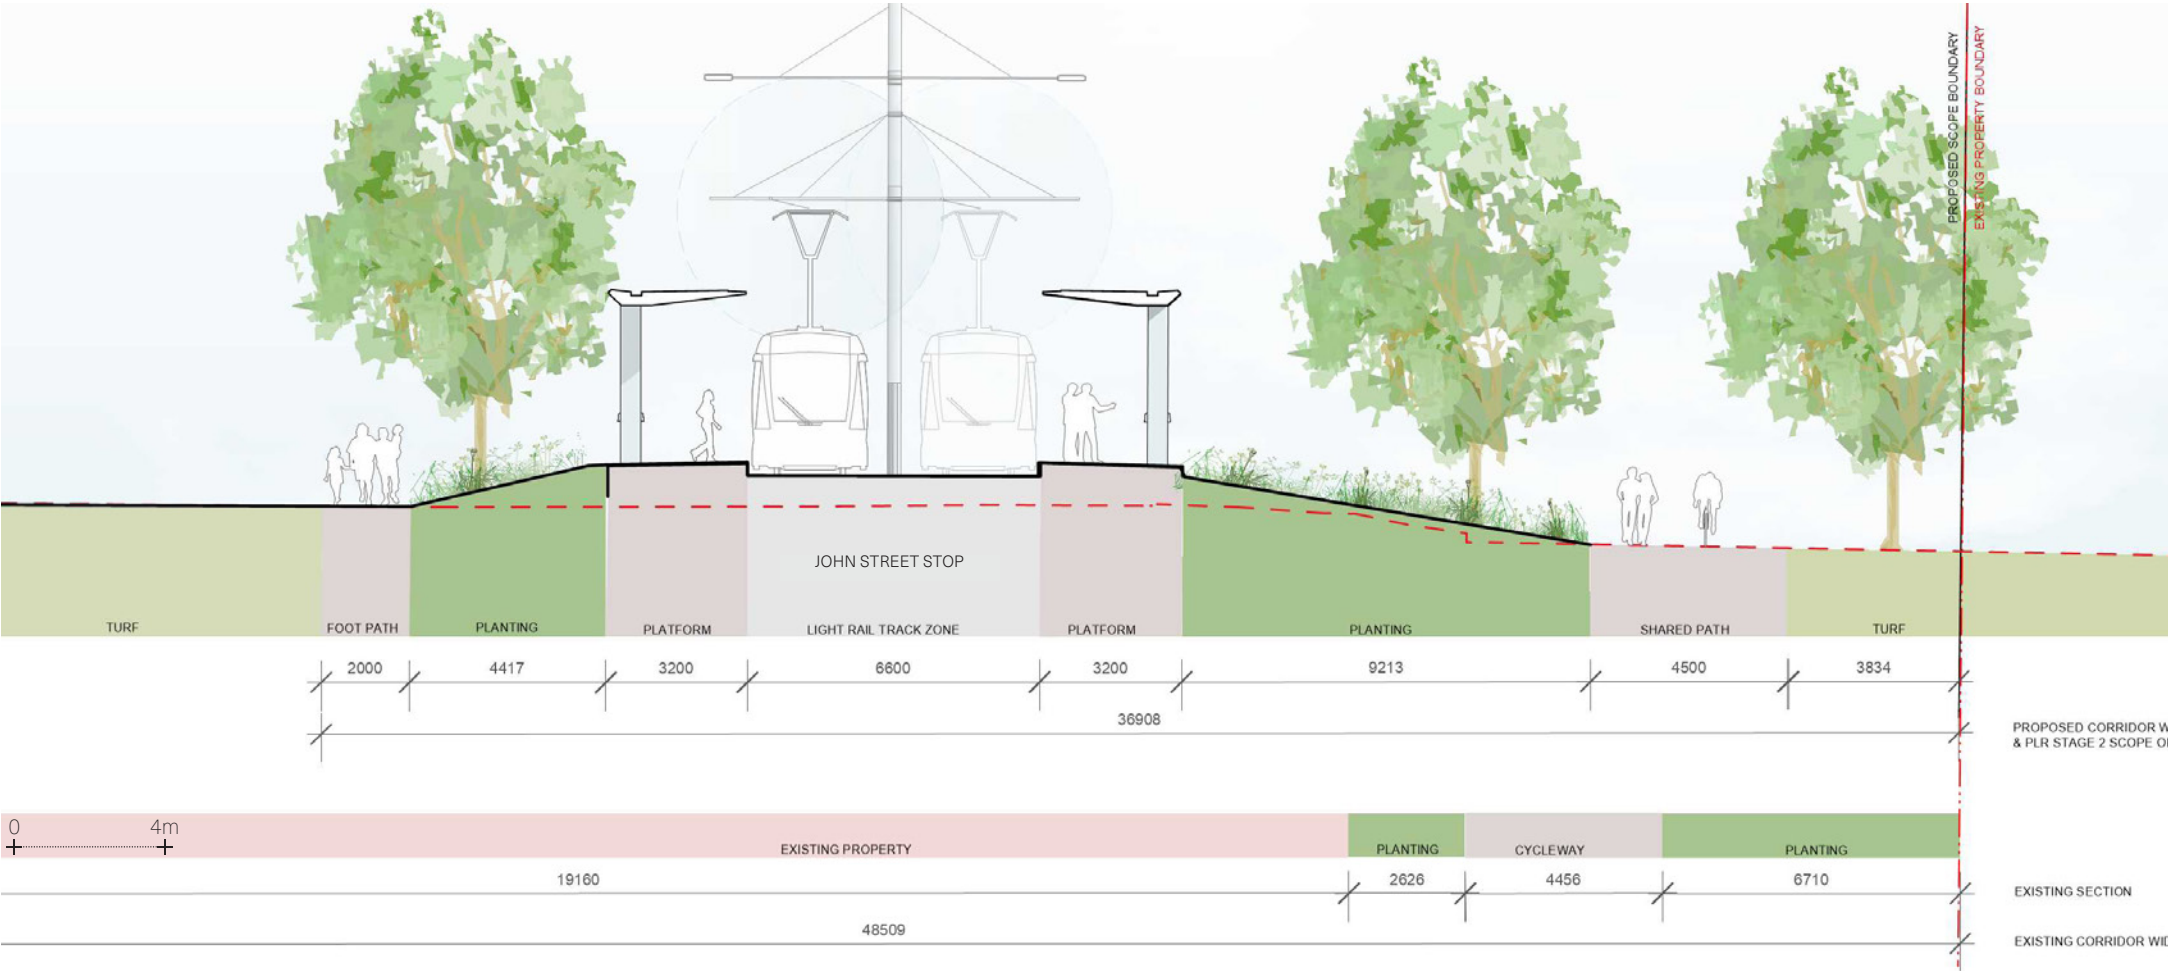 PROPOSED SCOPE BOUNDARY
EXISTING PROPERTY BOUNDARY
JOHN STREET STOP
TURF
FOOT PATH
PLANTING
PLATFORM
LIGHT RAIL TRACK ZONE
PLATFORM
PLANTING
SHARED PATH
TURF
2000
4417
3200
6600
3200
9213
4500
3834
36908
PROPOSED CORRIDOR W
& PLR STAGE 2 SCOPE O
0
4m
EXISTING PROPERTY
PLANTING
CYCLEWAY
PLANTING
19160
2626
4456
6710
EXISTING SECTION
48509
EXISTING CORRIDOR WI